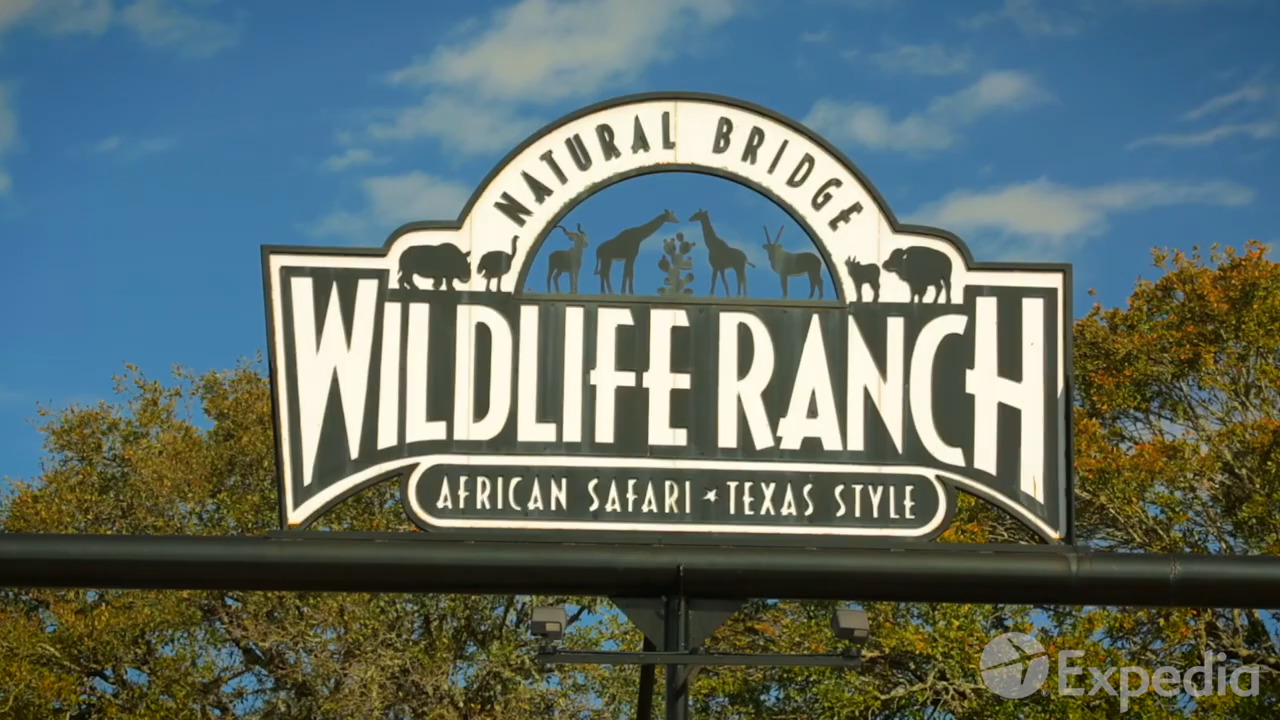 NATURAL BRIDGE
WILDLIFE RANCH
AFRICAN SAFARI ★ TEXAS STYLE
Expedia